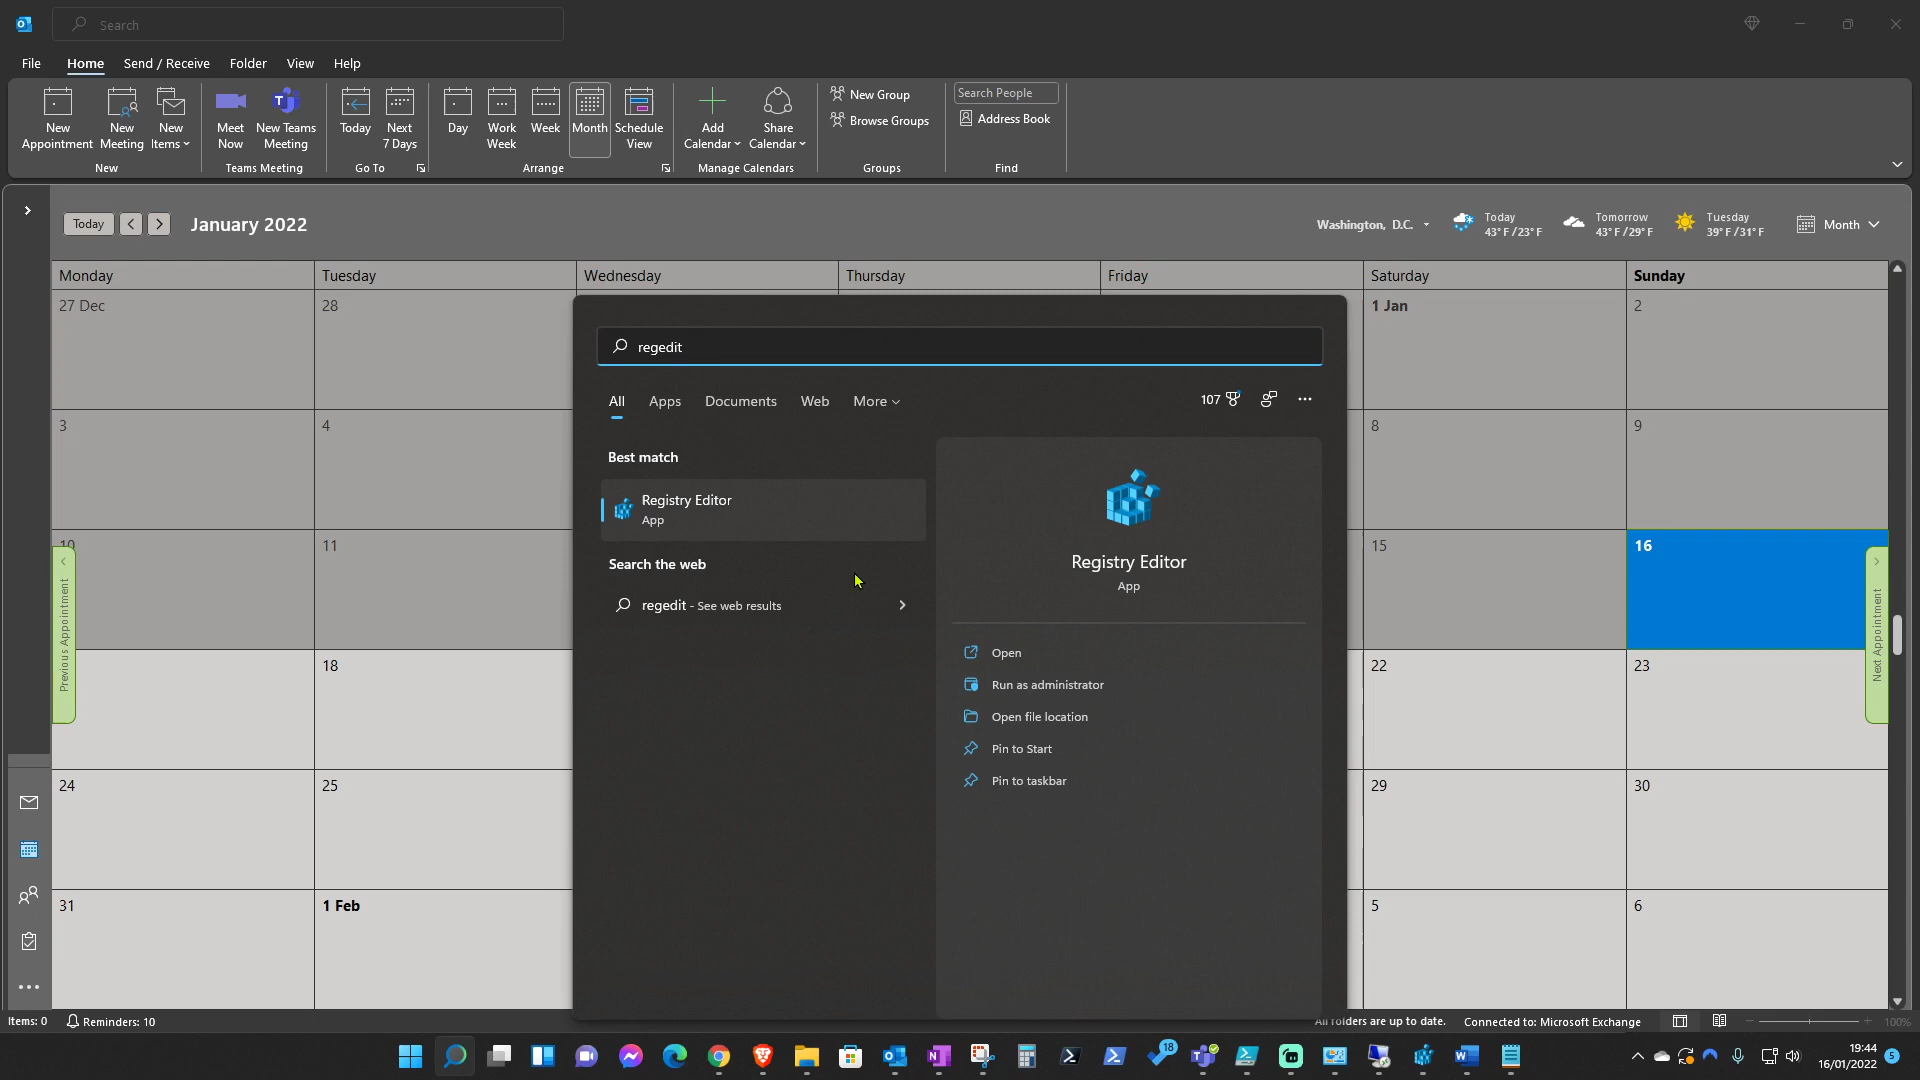 Search
File Home Send / Receive Folder View Help
New Appointment
New Meeting
New Items
New
Meet Now
New Teams Meeting
Teams Meeting
Today
Next 7 Days
Go To
Day
Work Week
Week
Month
Schedule View
Arrange
Add Calendar
Share Calendar
Manage Calendars
New Group
Browse Groups
Groups
Search People
Address Book
Find
Today
January 2022
Washington, D.C.
Today
43°F/23°F
Tomorrow
43°F/29°F
Tuesday
39°F/31°F
Month
Monday Tuesday Wednesday Thursday Friday Saturday Sunday
27 Dec 28 1 Jan 2
3 4 8 9
10 11 15 16
18 22 23
24 25 29 30
31 1 Feb 5 6
Previous Appointment
Next Appointment
regedit
All Apps Documents Web More
107
Best match
Registry Editor
App
Search the web
regedit - See web results
Registry Editor
App
Open
Run as administrator
Open file location
Pin to Start
Pin to taskbar
Items: 0 Reminders: 10
All folders are up to date. Connected to: Microsoft Exchange 100%
18
19:44
16/01/2022
5